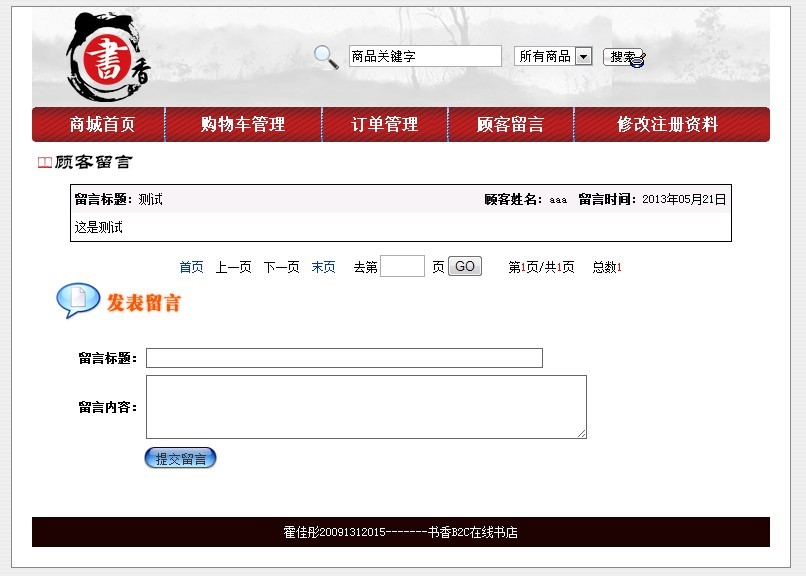 書香
商品关键字 所有商品 搜索
商城首页 购物车管理 订单管理 顾客留言 修改注册资料
顾客留言
留言标题：测试 顾客姓名：aaa 留言时间：2013年05月21日
这是测试
首页 上一页 下一页 末页 去第 页 GO 第1页/共1页 总数1
发表留言
留言标题：
留言内容：
提交留言
霍佳彤20091312015-------书香B2C在线书店